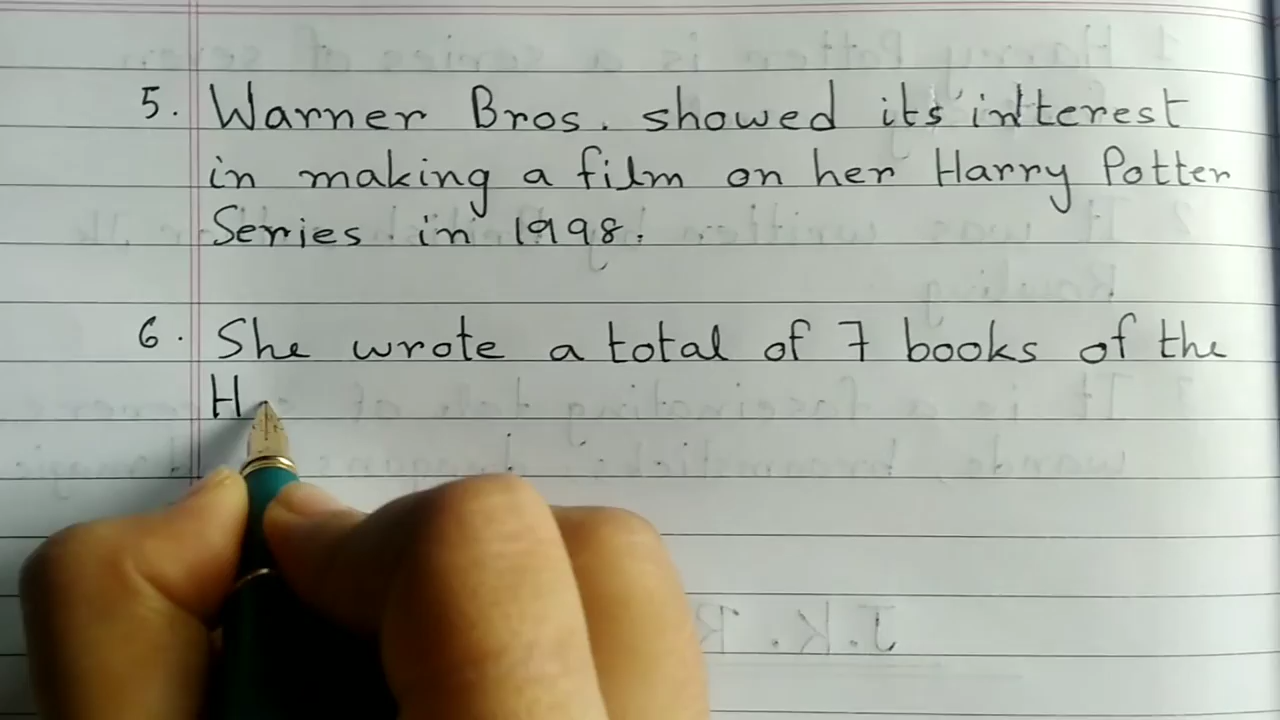 5. Warner Bros. showed its interest
in making a film on her Harry Potter
Series in 1998.
6. She wrote a total of 7 books of the
H